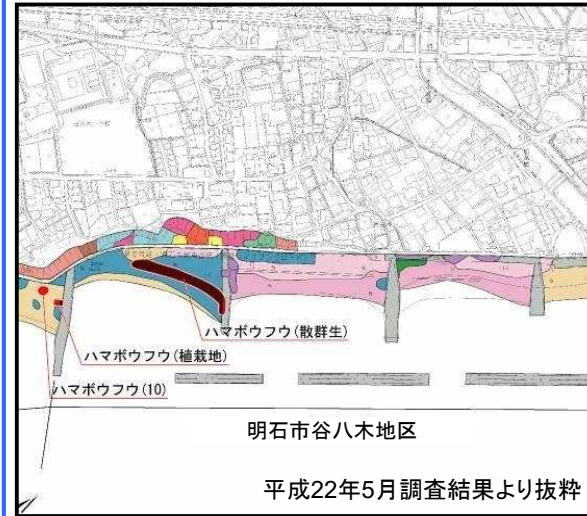 ハマボウフウ(散群生)
ハマボウフウ(植栽地)
ハマボウフウ(10)
明石市谷八木地区
平成22年5月調査結果より抜粋